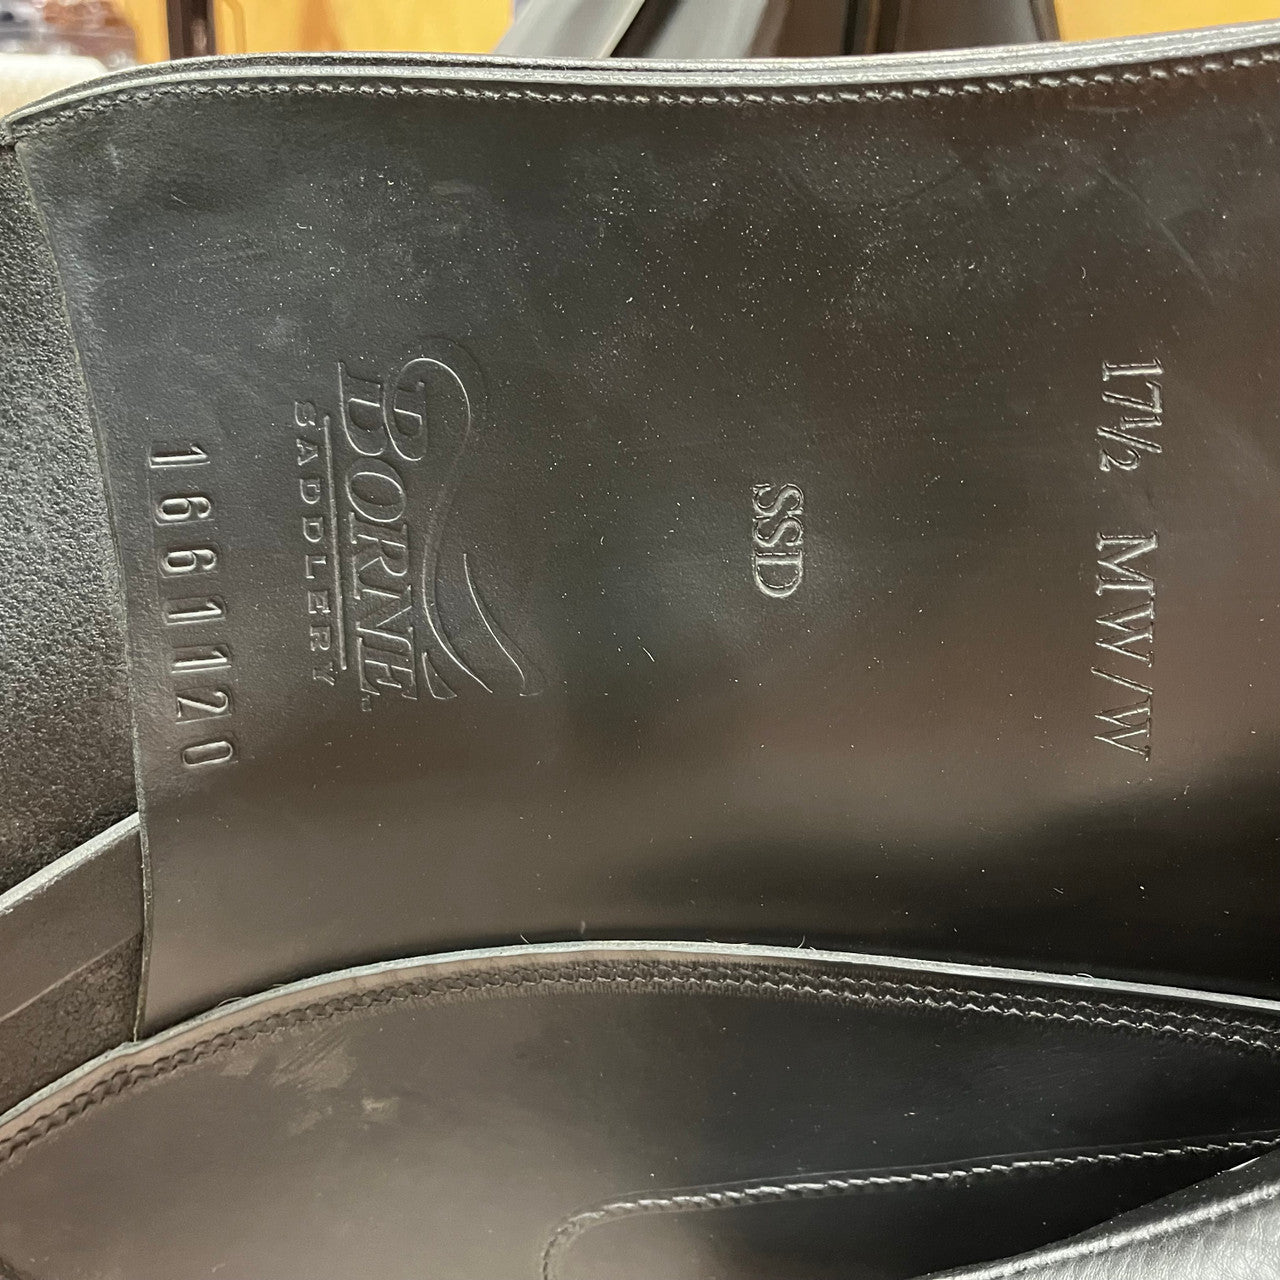 17½ MW/W
SSD
BORNE
SADDLERY
1661120